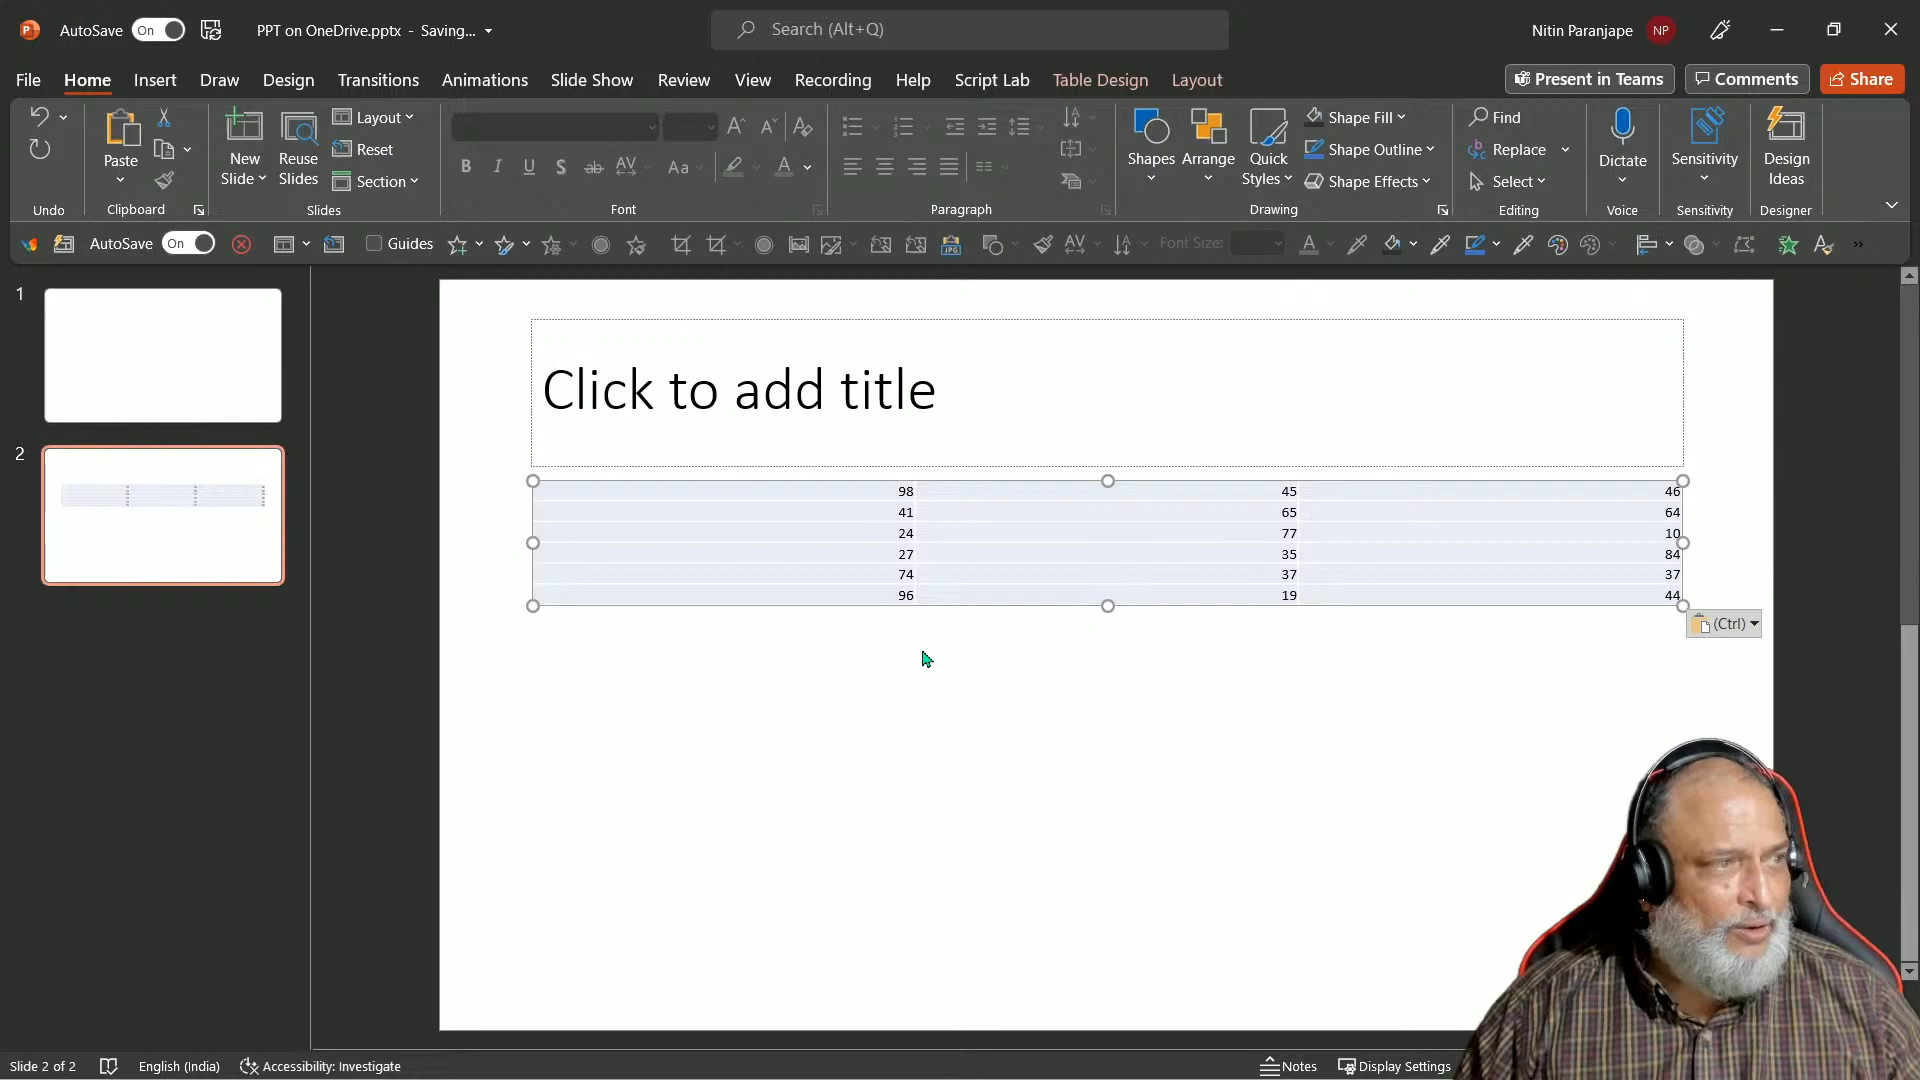 AutoSave On PPT on OneDrive.pptx - Saving... Search (Alt+Q) Nitin Paranjape NP
File Home Insert Draw Design Transitions Animations Slide Show Review View Recording Help Script Lab Table Design Layout Present in Teams Comments Share
Paste
New Slide
Reuse Slides
Layout
Reset
Section
B I U S ab AV Aa A
Shapes
Arrange
Quick Styles
Shape Fill
Shape Outline
Shape Effects
Find
Replace
Select
Dictate
Sensitivity
Design Ideas
Undo Clipboard Slides Font Paragraph Drawing Editing Voice Sensitivity Designer
AutoSave On Guides Font Size:
1
2
Click to add title
98 45 46
41 65 64
24 77 10
27 35 84
74 37 37
96 19 44
(Ctrl)
Slide 2 of 2 English (India) Accessibility: Investigate Notes Display Settings